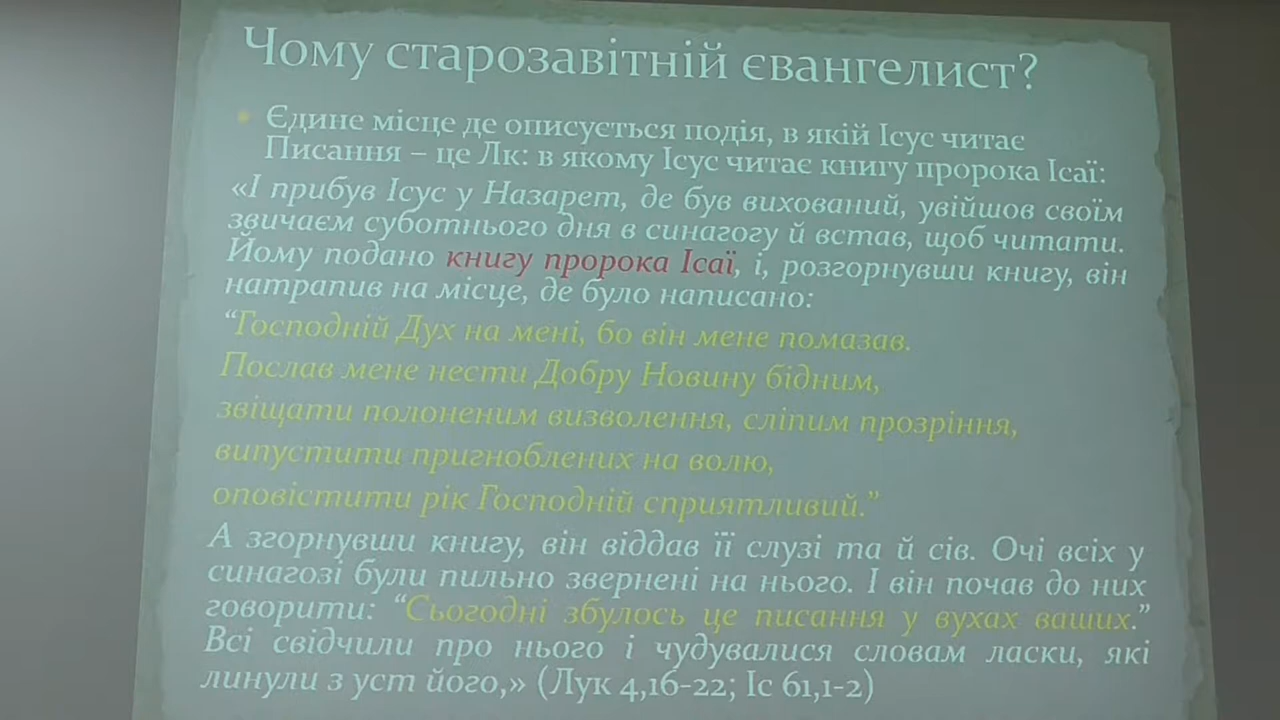 Чому старозавітній євангелист?
Єдине місце де описується подія, в якій Ісус читає
Писання – це Лк: в якому Ісус читає книгу пророка Ісаї:
«І прибув Ісус у Назарет, де був вихований, увійшов своїм
звичаєм суботнього дня в синагогу й встав, щоб читати.
Йому подано книгу пророка Ісаї, і, розгорнувши книгу, він
натрапив на місце, де було написано:
“Господній Дух на мені, бо він мене помазав.
Послав мене нести Добру Новину бідним,
звіщати полоненим визволення, сліпим прозріння,
випустити пригноблених на волю,
оповістити рік Господній сприятливий.”
А згорнувши книгу, він віддав її слузі та й сів. Очі всіх у
синагозі були пильно звернені на нього. І він почав до них
говорити: “Сьогодні збулось це писання у вухах ваших.”
Всі свідчили про нього і чудувалися словам ласки, які
линули з уст його,» (Лук 4,16-22; Іс 61,1-2)